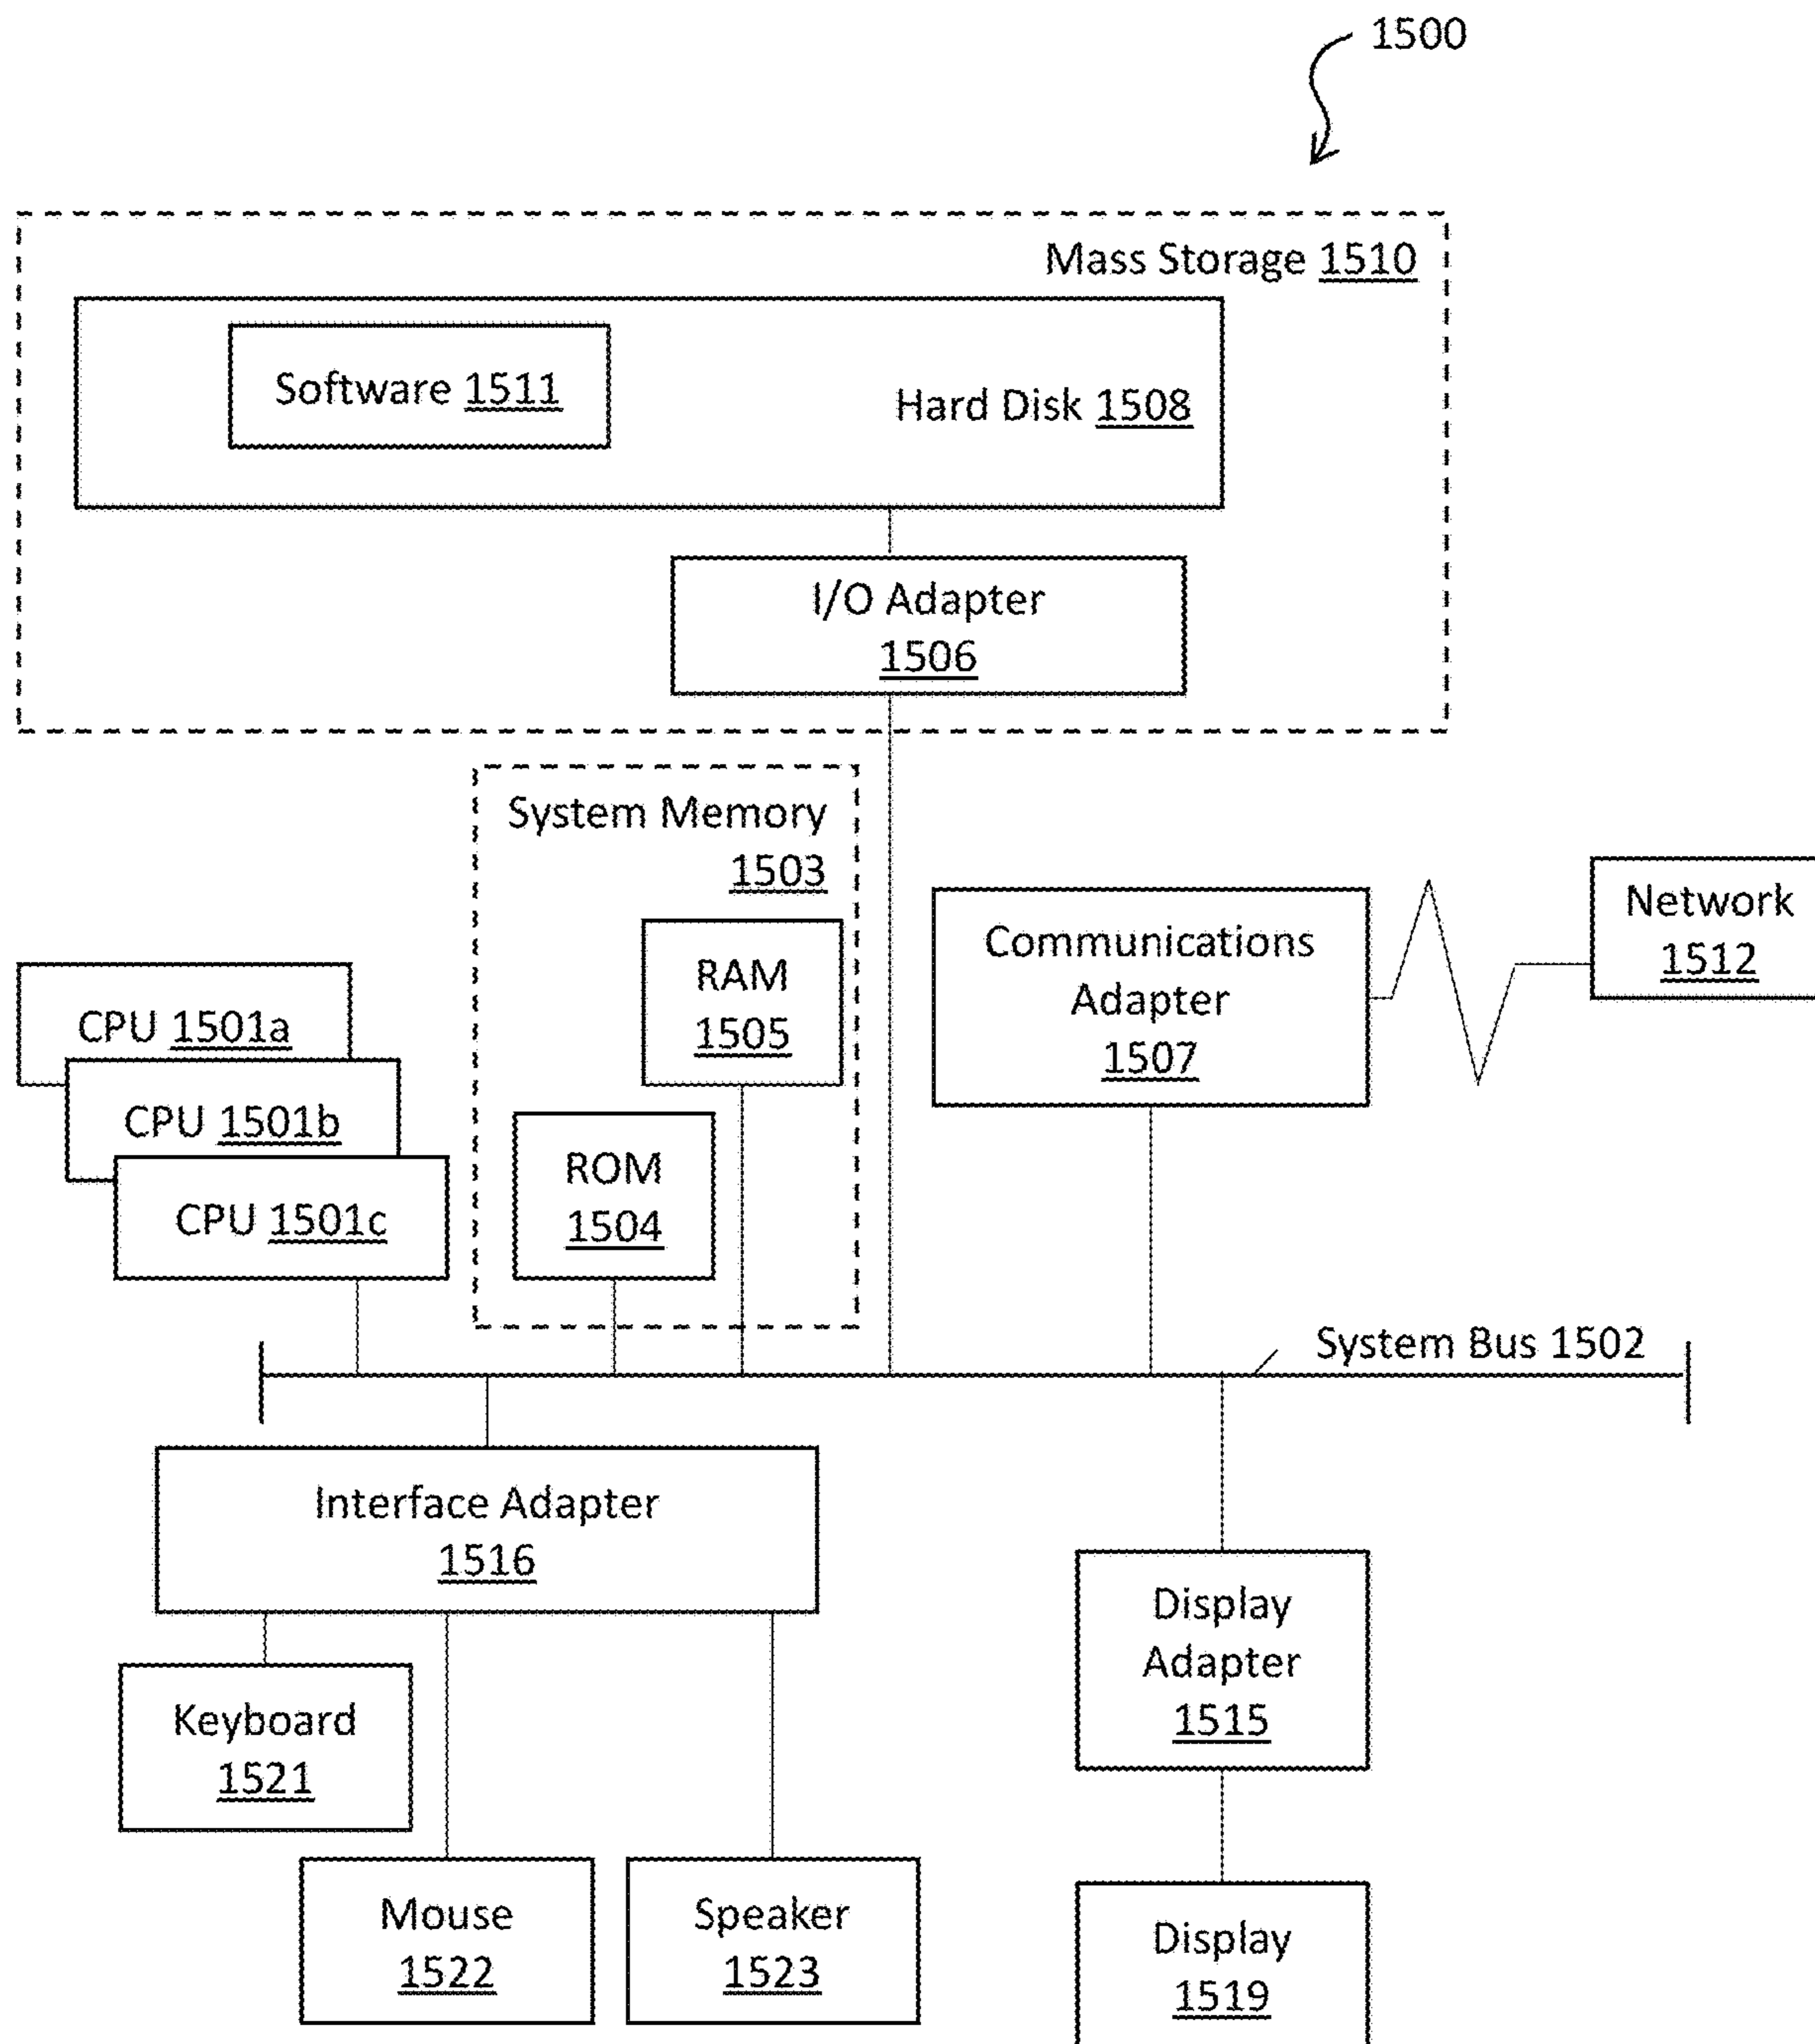 1500
Mass Storage 1510
Software 1511
Hard Disk 1508
I/O Adapter
1506
System Memory
1503
RAM
1505
ROM
1504
CPU 1501a
CPU 1501b
CPU 1501c
Communications
Adapter
1507
Network
1512
System Bus 1502
Interface Adapter
1516
Keyboard
1521
Mouse
1522
Speaker
1523
Display
Adapter
1515
Display
1519